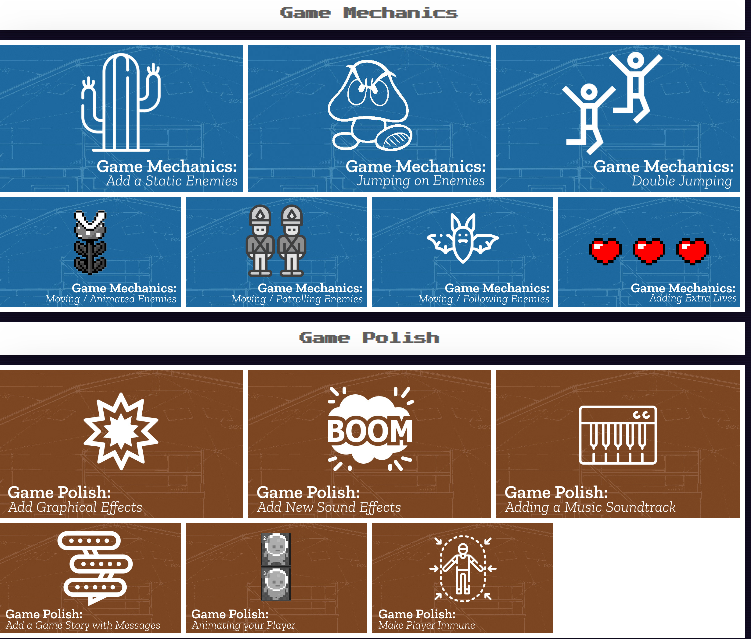 Game Mechanics
Game Mechanics:
Add a Static Enemies
Game Mechanics:
Jumping on Enemies
Game Mechanics:
Double Jumping
Game Mechanics:
Moving / Animated Enemies
Game Mechanics:
Moving / Patrolling Enemies
Game Mechanics:
Moving / Following Enemies
Game Mechanics:
Adding Extra Lives
Game Polish
Game Polish:
Add Graphical Effects
BOOM
Game Polish:
Add New Sound Effects
Game Polish:
Adding a Music Soundtrack
Game Polish:
Add a Game Story with Messages
Game Polish:
Animating your Player
Game Polish:
Make Player Immune